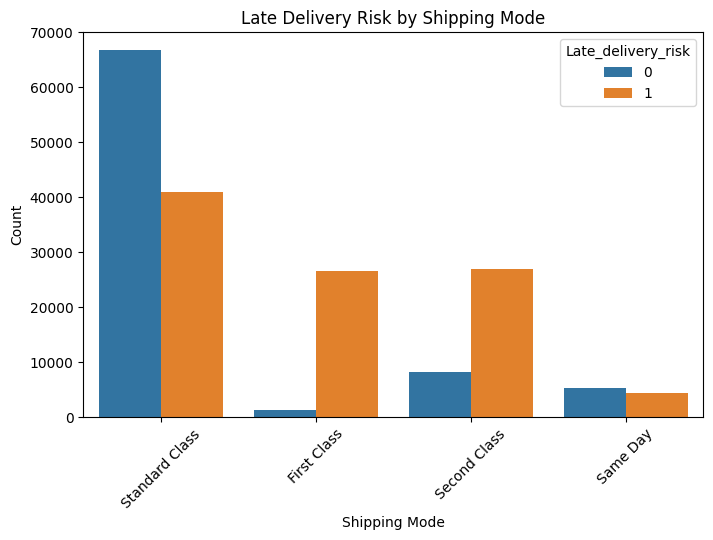 Late Delivery Risk by Shipping Mode
Late_delivery_risk
0
1
Count
70000
60000
50000
40000
30000
20000
10000
0
Standard Class
First Class
Second Class
Same Day
Shipping Mode